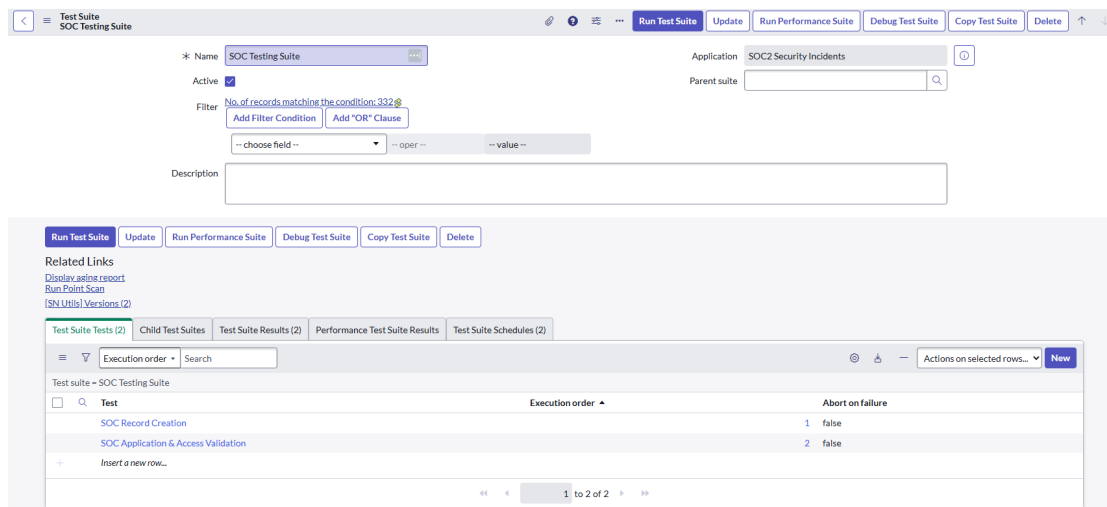 Test Suite
SOC Testing Suite
Run Test Suite Update Run Performance Suite Debug Test Suite Copy Test Suite Delete
Name SOC Testing Suite Application SOC2 Security Incidents
Active Parent suite
Filter No. of records matching the condition: 332
Add Filter Condition Add "OR" Clause
-- choose field -- -- oper -- -- value --
Description
Run Test Suite Update Run Performance Suite Debug Test Suite Copy Test Suite Delete
Related Links
Display aging report
Run Point Scan
[SN Utils] Versions (2)
Test Suite Tests (2) Child Test Suites Test Suite Results (2) Performance Test Suite Results Test Suite Schedules (2)
Execution order Search Actions on selected rows... New
Test suite = SOC Testing Suite
Test Execution order Abort on failure
SOC Record Creation 1 false
SOC Application & Access Validation 2 false
Insert a new row...
1 to 2 of 2